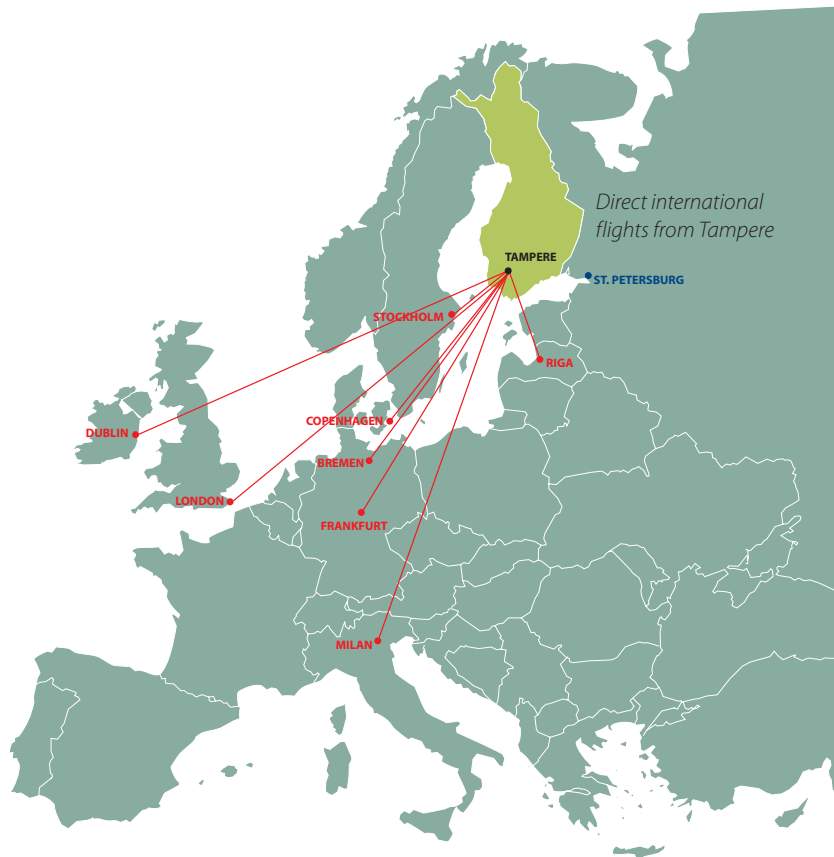 Direct international
flights from Tampere
TAMPERE
ST. PETERSBURG
STOCKHOLM
RIGA
COPENHAGEN
DUBLIN
BREMEN
LONDON
FRANKFURT
MILAN